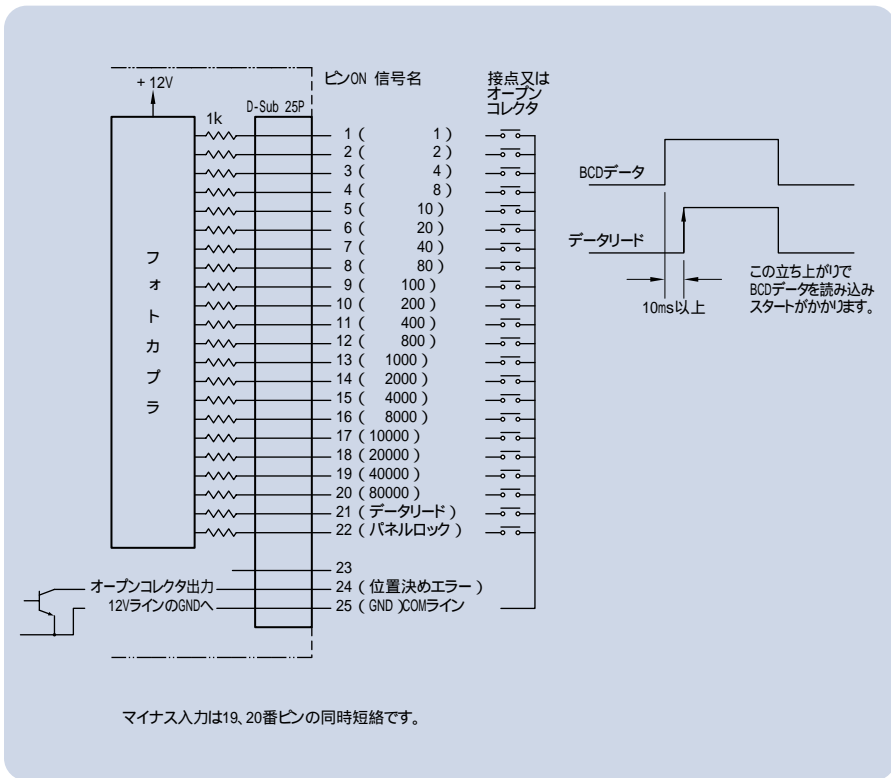 ピンON 信号名
接点又は
オープン
コレクタ
+ 12V
D-Sub 25P
1k
フォトカプラ
1 ( 1 )
2 ( 2 )
3 ( 4 )
4 ( 8 )
5 ( 10 )
6 ( 20 )
7 ( 40 )
8 ( 80 )
9 ( 100 )
10 ( 200 )
11 ( 400 )
12 ( 800 )
13 ( 1000 )
14 ( 2000 )
15 ( 4000 )
16 ( 8000 )
17 ( 10000 )
18 ( 20000 )
19 ( 40000 )
20 ( 80000 )
21 ( データリード )
22 ( パネルロック )
23
オープンコレクタ出力 24 ( 位置決めエラー )
12VラインのGNDへ 25 ( GND )COMライン
BCDデータ
データリード
10ms以上
この立ち上がりで
BCDデータを読み込み
スタートがかかります。
マイナス入力は19、20番ピンの同時短絡です。